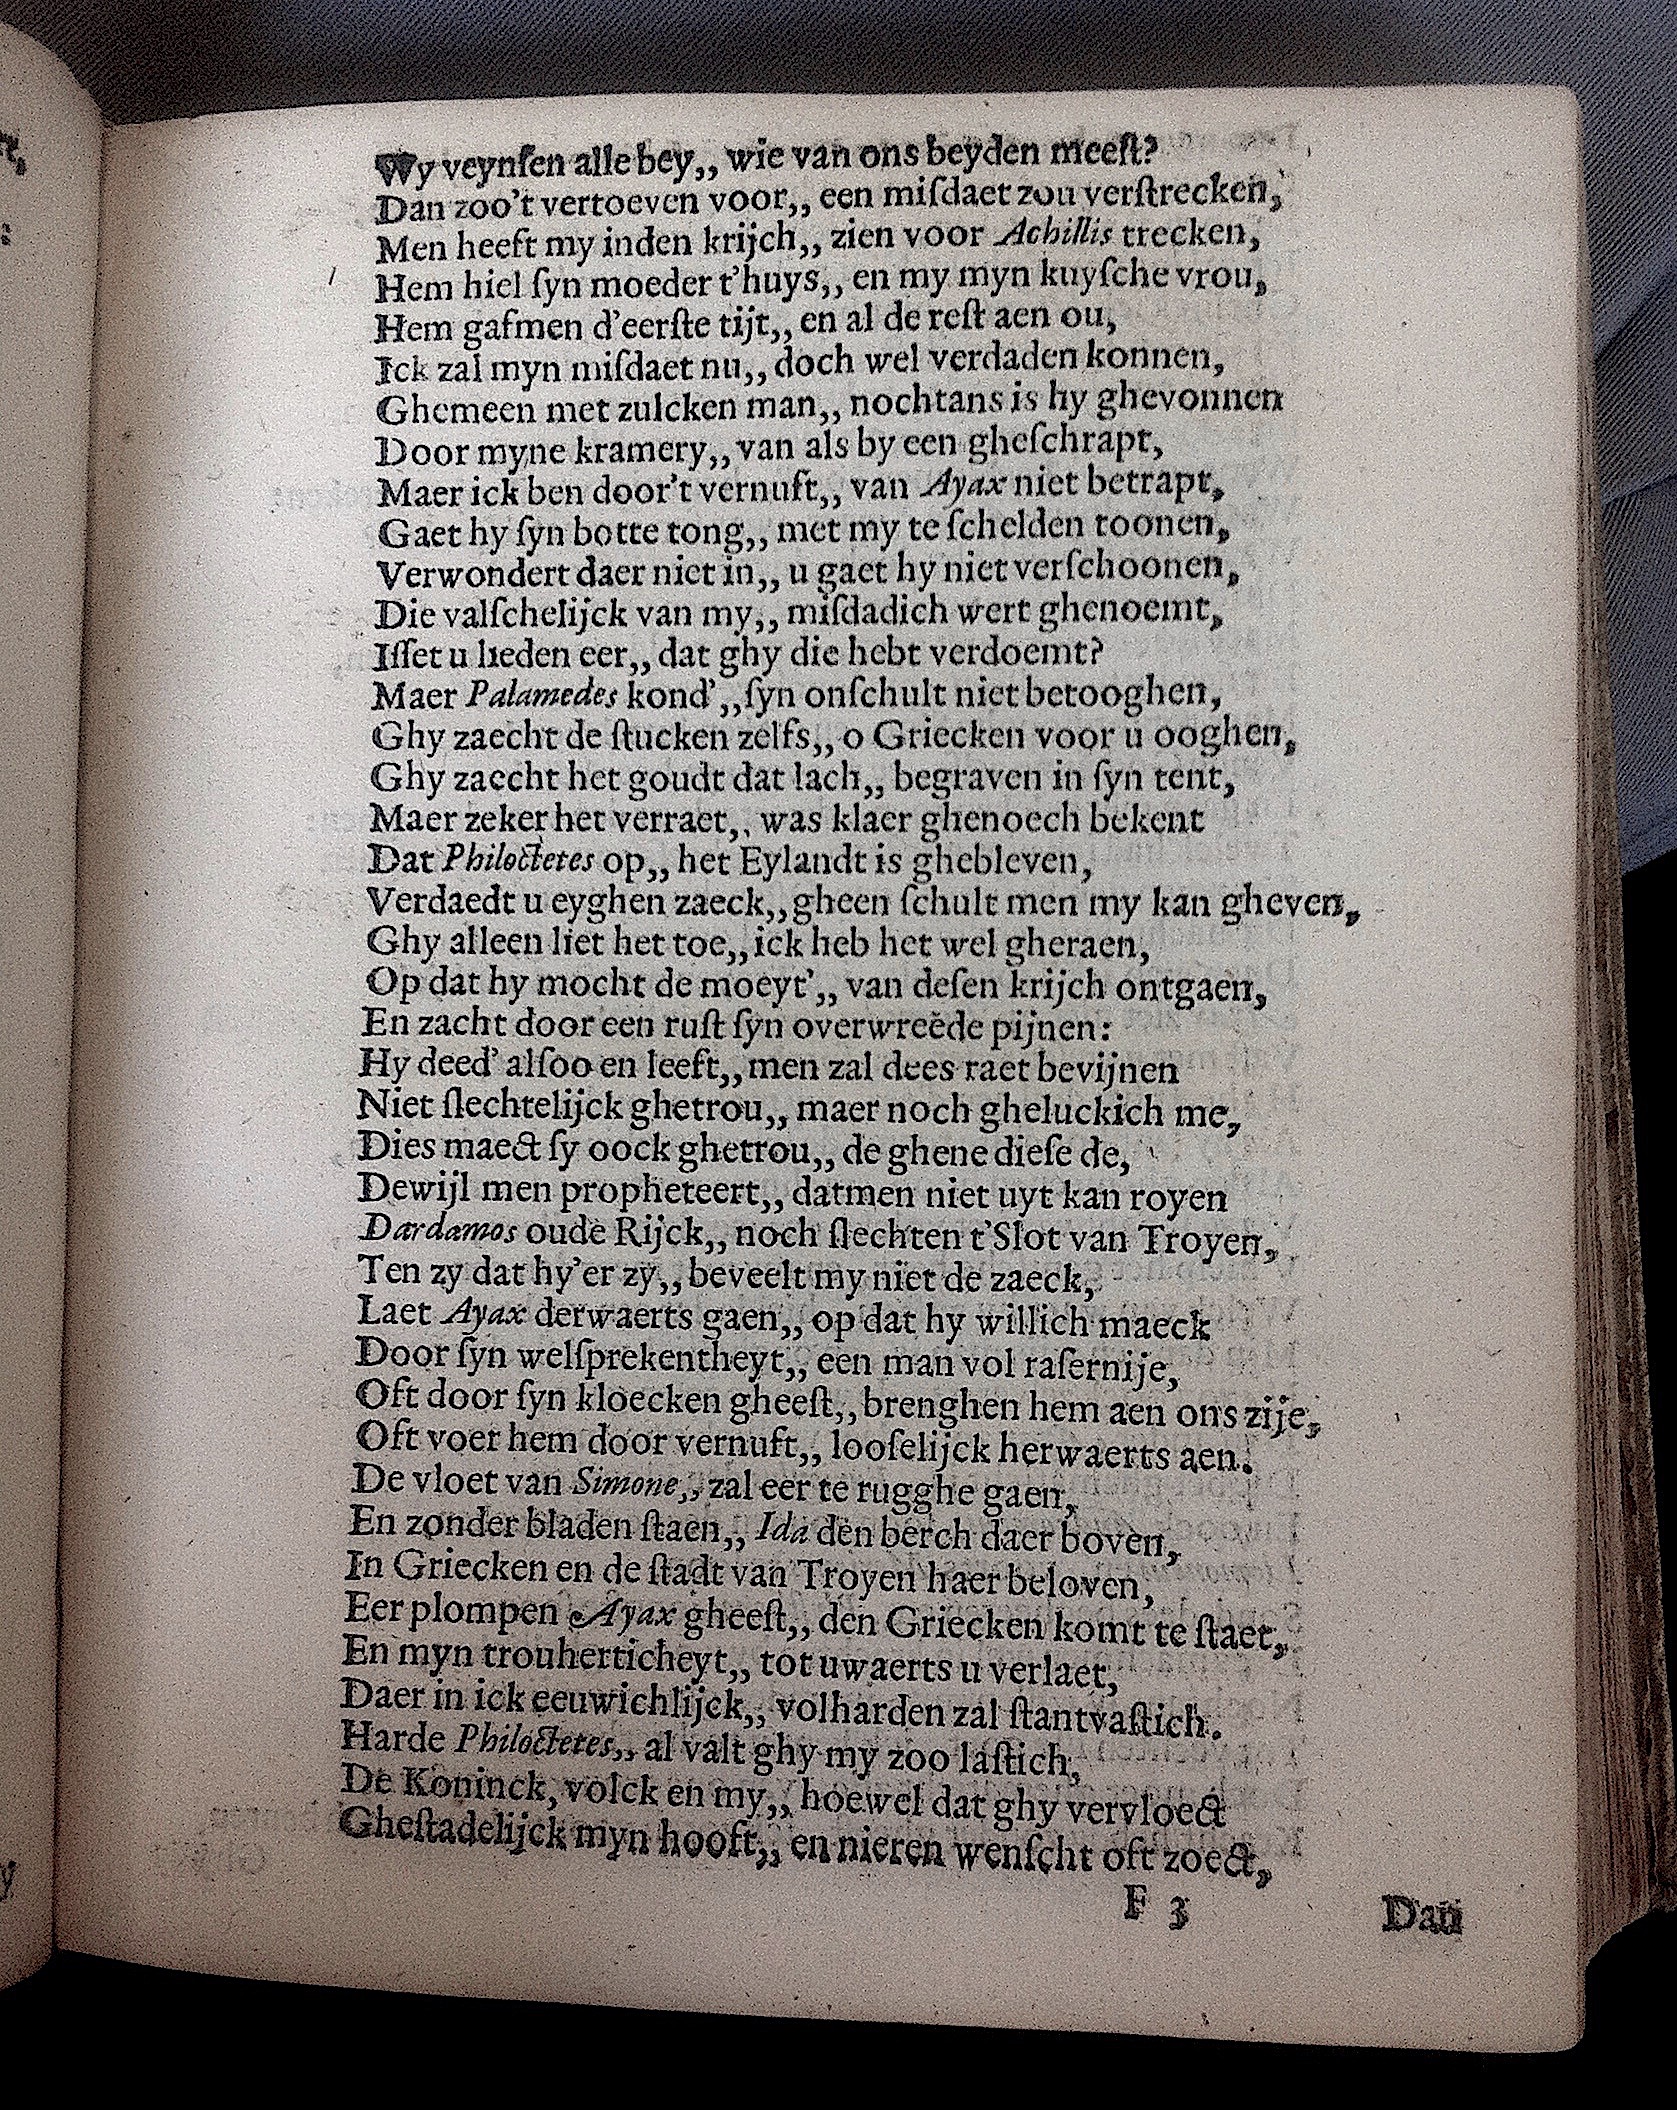 Wy veynſen alle bey,, wie van ons beyden meeſt?
Dan zoo't vertoeven voor,, een miſdaet zou verſtrecken,
Men heeft my inden krijch,, zien voor Achillis trecken,
Hem hiel ſyn moeder t'huys,, en my myn kuyſche vrou,
Hem gafmen d'eerſte tijt,, en al de reſt aen ou,
Ick zal myn miſdaet nu,, doch wel verdaden konnen,
Ghemeen met zulcken man,, nochtans is hy ghevonnen
Door myne kramery,, van als by een gheſchrapt,
Maer ick ben door't vernuft,, van Ayax niet betrapt,
Gaet hy ſyn botte tong,, met my te ſchelden toonen,
Verwondert daer niet in,, u gaet hy niet verſchoonen,
Die valſchelijck van my,, miſdadich wert ghenoemt,
Iſſet u lieden eer,, dat ghy die hebt verdoemt?
Maer Palamedes kond',,ſyn onſchult niet betooghen,
Ghy zaecht de ſtucken zelfs,, o Griecken voor u ooghen,
Ghy zaecht het goudt dat lach,, begraven in ſyn tent,
Maer zeker het verraet,, was klaer ghenoech bekent
Dat Philoctetes op,, het Eylandt is ghebleven,
Verdaedt u eyghen zaeck,,gheen ſchult men my kan gheven,
Ghy alleen liet het toe,,ick heb het wel gheraen,
Op dat hy mocht de moeyt',, van deſen krijch ontgaen,
En zacht door een ruſt ſyn overwreede pijnen:
Hy deed' alſoo en leeft,,men zal dees raet bevijnen
Niet ſlechtelijck ghetrou,, maer noch gheluckich me,
Dies maect ſy oock ghetrou,, de ghene dieſe de,
Dewijl men propheteert,, datmen niet uyt kan royen
Dardamos oude Rijck,, noch ſlechten t'Slot van Troyen,
Ten zy dat hy'er zy,, beveelt my niet de zaeck,
Laet Ayax derwaerts gaen,, op dat hy willich maeck
Door ſyn welſprekentheyt,, een man vol raſernije,
Oft door ſyn kloecken gheeſt,,brenghen hem aen ons zije,
Oft voer hem door vernuft,, looſelijck herwaerts aen.
De vloet van Simone,, zal eer te rugghe gaen,
En zonder bladen ſtaen,, Ida den berch daer boven,
In Griecken en de ſtadt van Troyen haer beloven,
Eer plompen Ayax gheeſt,, den Griecken komt te ſtaet,
En myn trouherticheyt,, tot uwaerts u verlaet,
Daer in ick eeuwichlijck,, volharden zal ſtantvaſtich.
Harde Philoctetes,, al valt ghy my zoo laſtich,
De Koninck, volck en my,, hoewel dat ghy vervloect
Gheſtadelijck myn hooft,, en nieren wenſcht oft zoect,
F 3 Dan